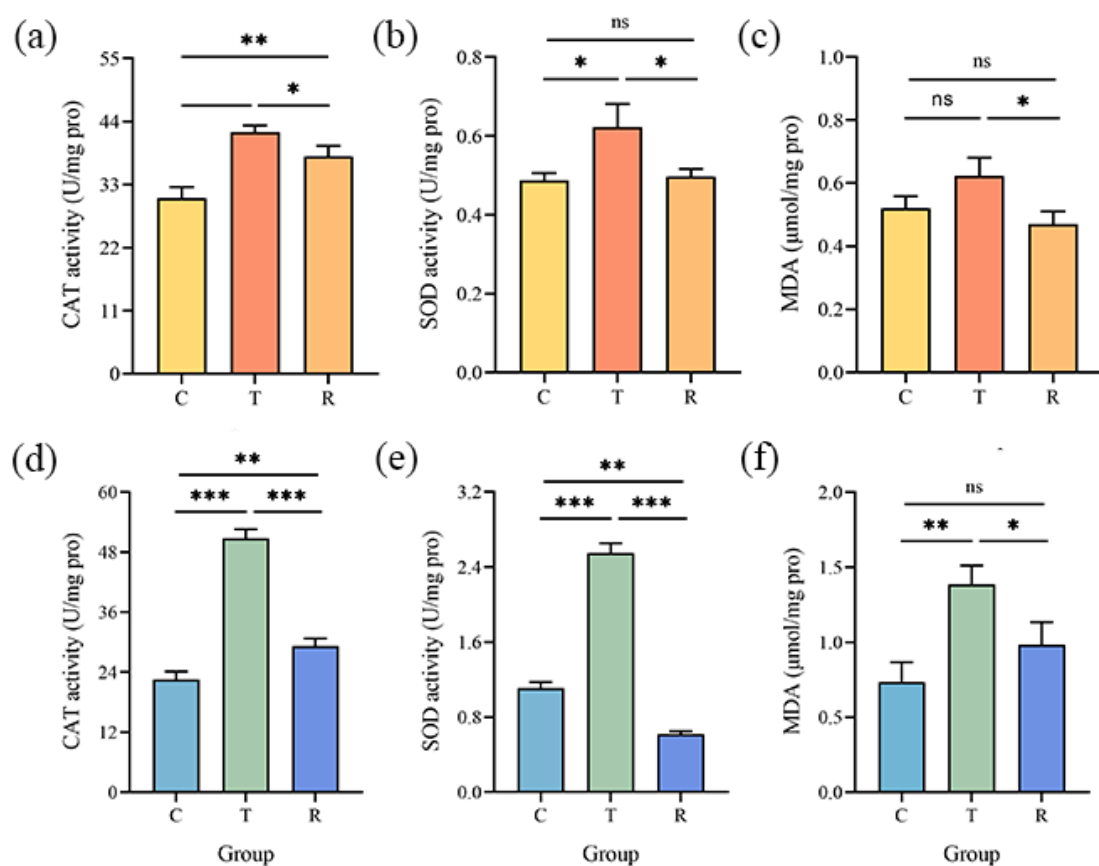 (a)
CAT activity (U/mg pro)
55
44
33
22
11
0
**
*
C T R
(b)
SOD activity (U/mg pro)
0.8
0.6
0.4
0.2
0.0
ns
* *
C T R
(c)
MDA (μmol/mg pro)
1.0
0.8
0.6
0.4
0.2
0.0
ns
ns *
C T R
(d)
CAT activity (U/mg pro)
60
48
36
24
12
0
**
*** ***
C T R
Group
(e)
SOD activity (U/mg pro)
3.2
2.4
1.6
0.8
0.0
**
*** ***
C T R
Group
(f)
MDA (μmol/mg pro)
2.0
1.5
1.0
0.5
0.0
ns
** *
C T R
Group